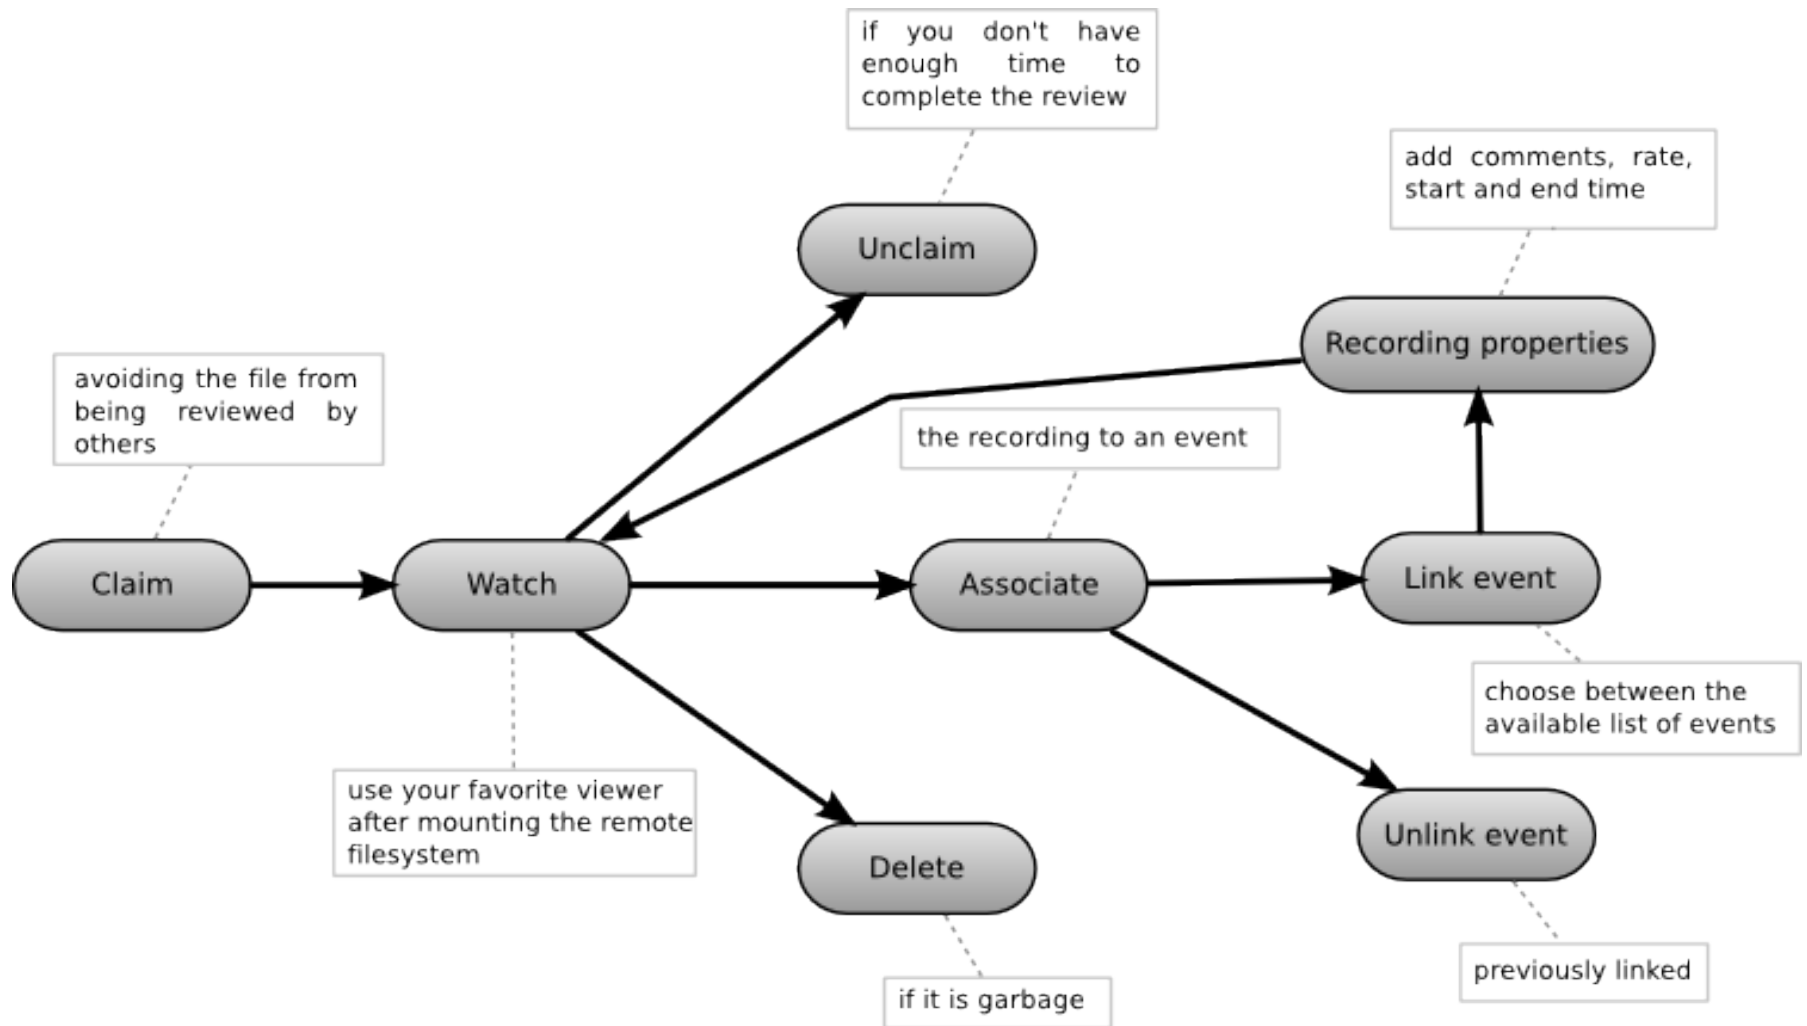 if you don't have
enough time to
complete the review
add comments, rate,
start and end time
Unclaim
Recording properties
avoiding the file from
being reviewed by
others
the recording to an event
Claim
Watch
Associate
Link event
choose between the
available list of events
use your favorite viewer
after mounting the remote
filesystem
Delete
Unlink event
if it is garbage
previously linked